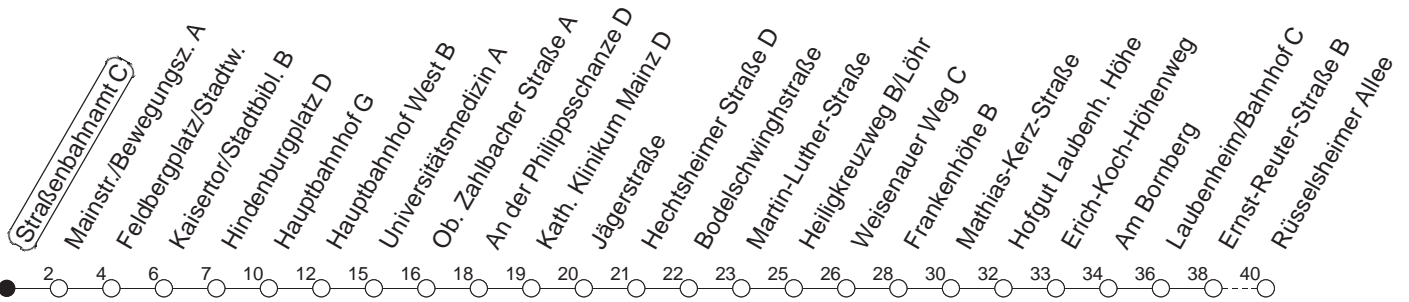 Straßenbahnamt C
Mainstr./Bewegungsz. A
Feldbergplatz/Stadtw.
Kaisertor/Stadtbibl. B
Hindenburgplatz D
Hauptbahnhof G
Hauptbahnhof West B
Universitätsmedizin A
Ob. Zahlbacher Straße A
An der Philippsschanze D
Kath. Klinikum Mainz D
Jägerstraße
Hechtsheimer Straße D
Bodelschwinghstraße
Martin-Luther-Straße
Heiligkreuzweg B/Löhr
Weisenauer Weg C
Frankenhöhe B
Mathias-Kerz-Straße
Hofgut Laubenh. Höhe
Erich-Koch-Höhenweg
Am Bornberg
Laubenheim/Bahnhof C
Ernst-Reuter-Straße B
Rüsselsheimer Allee
2 4 6 7 10 12 15 16 18 19 20 21 22 23 25 26 28 30 32 33 34 36 38 40